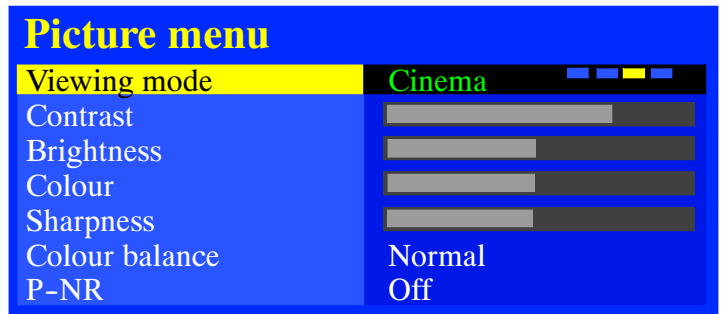 Picture menu
Viewing mode Cinema
Contrast
Brightness
Colour
Sharpness
Colour balance Normal
P-NR Off